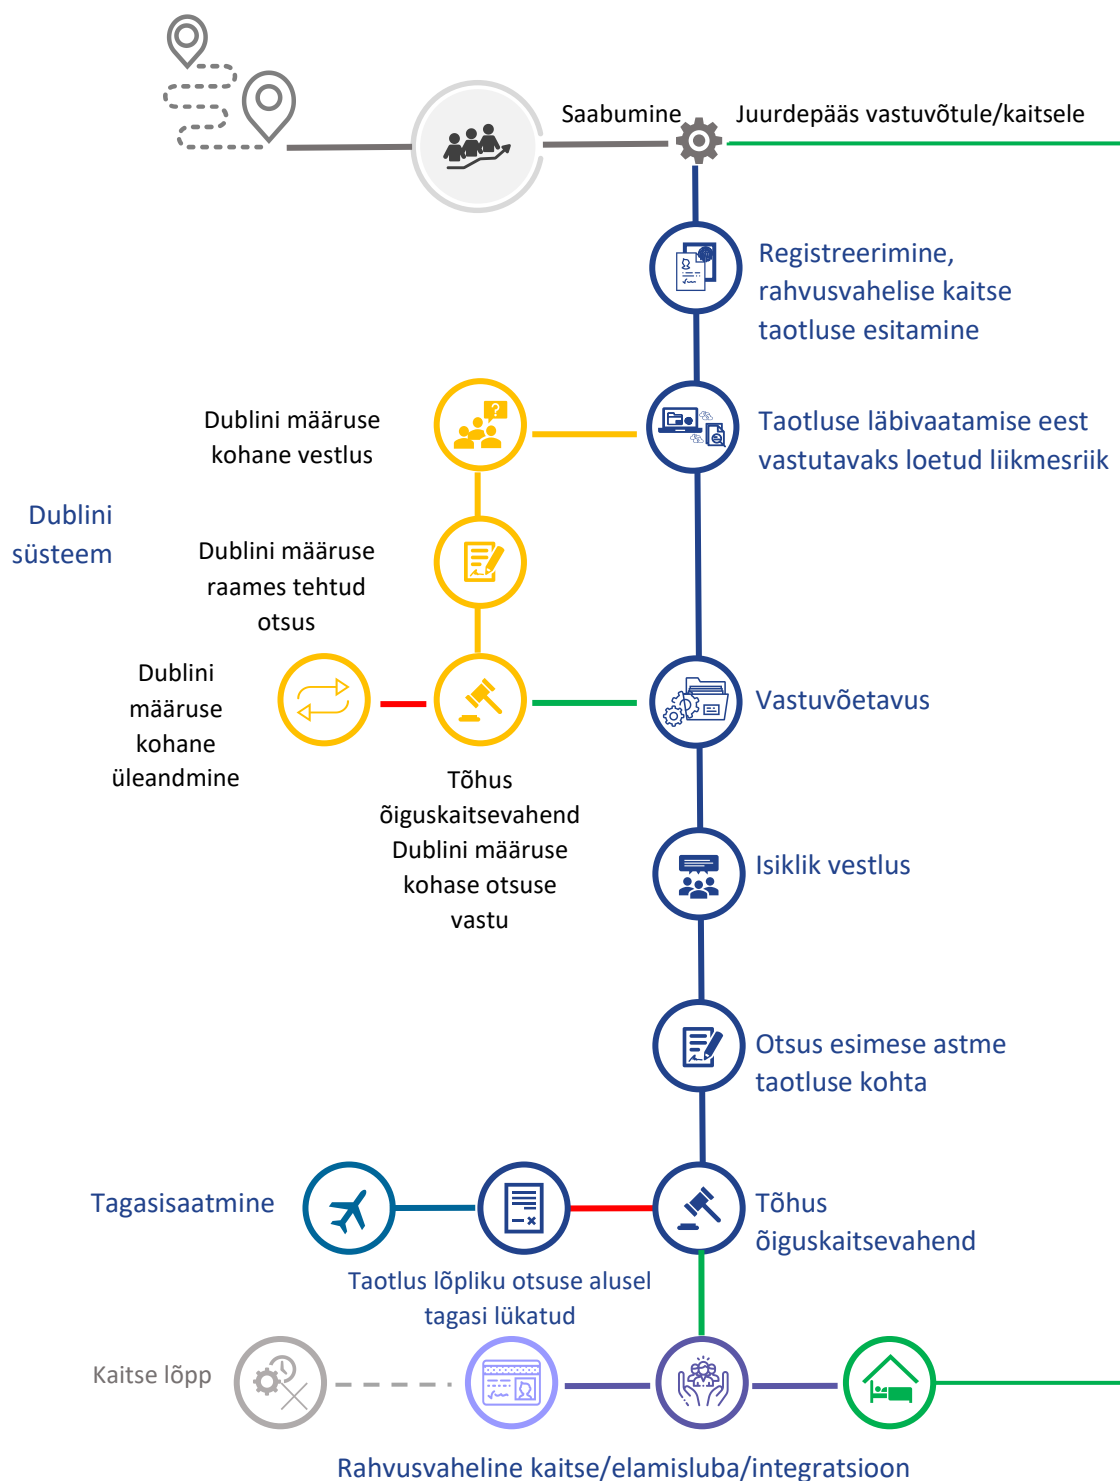 Saabumine
Juurdepääs vastuvõtule/kaitsele
Registreerimine,
rahvusvahelise kaitse
taotluse esitamine
Dublini määruse
kohane vestlus
Taotluse läbivaatamise eest
vastutavaks loetud liikmesriik
Dublini
süsteem
Dublini määruse
raames tehtud
otsus
Dublini
määruse
kohane
üleandmine
Vastuvõetavus
Tõhus
õiguskaitsevahend
Dublini määruse
kohase otsuse
vastu
Isiklik vestlus
Otsus esimese astme
taotluse kohta
Tagasisaatmine
Tõhus
õiguskaitsevahend
Taotlus lõpliku otsuse alusel
tagasi lükatud
Kaitse lõpp
Rahvusvaheline kaitse/elamisluba/integratsioon